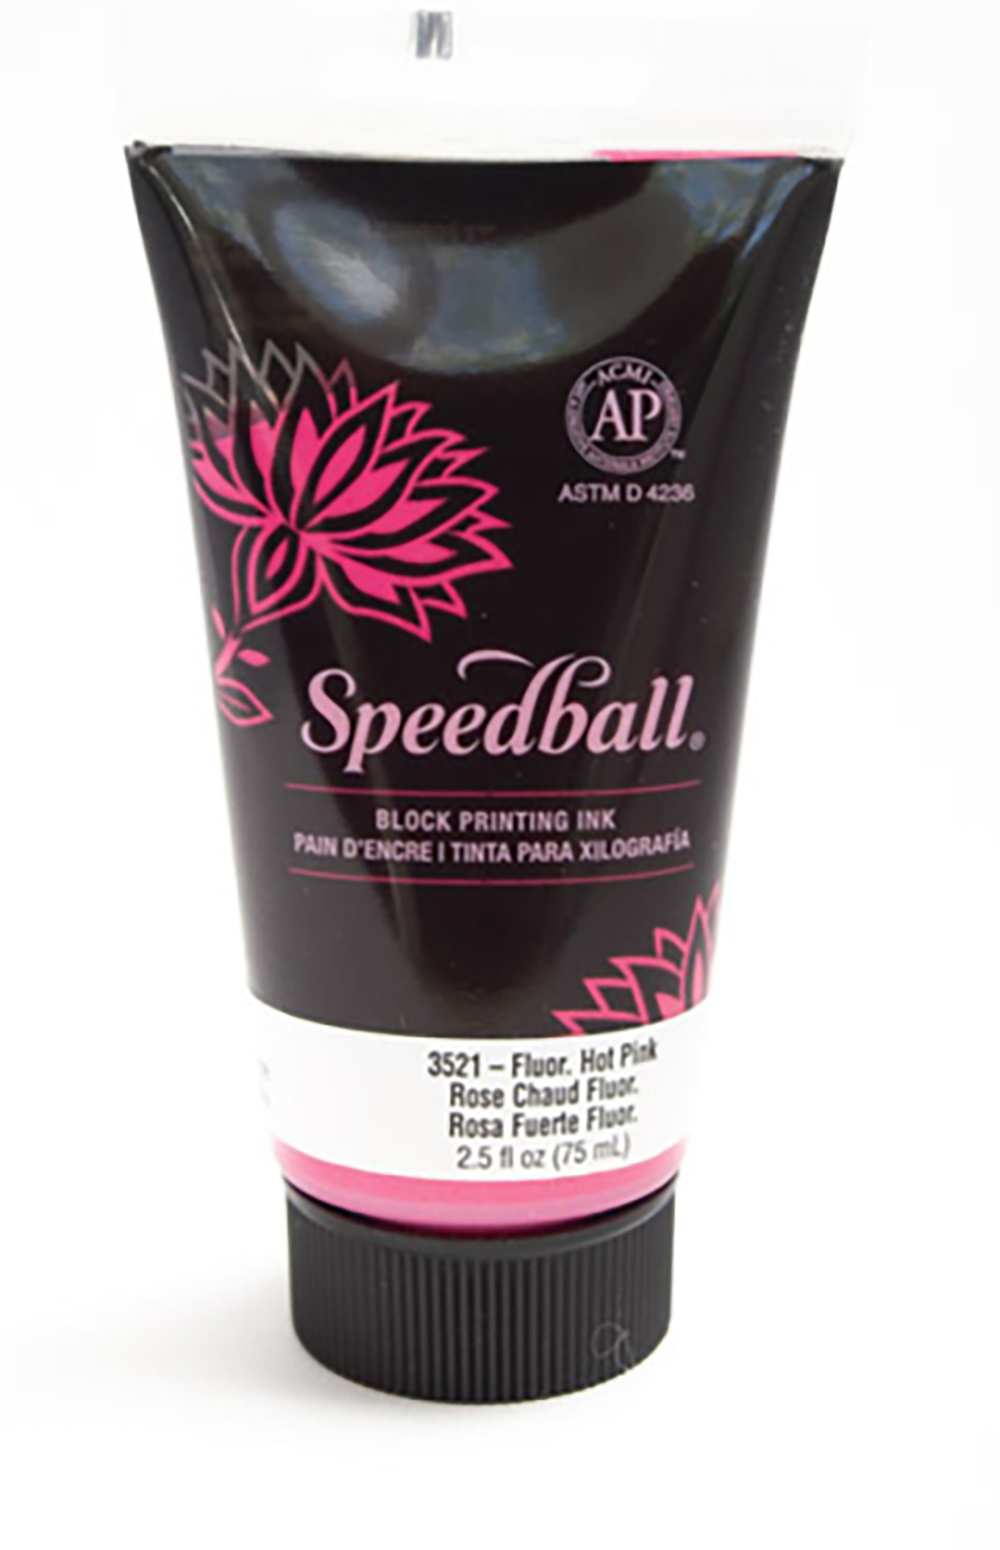 ACMI
AP
™
ASTM D 4236
Speedball®
BLOCK PRINTING INK
PAIN D'ENCRE | TINTA PARA XILOGRAFÍA
3521 – Fluor. Hot Pink
Rose Chaud Fluor.
Rosa Fuerte Fluor.
2.5 fl oz (75 mL)